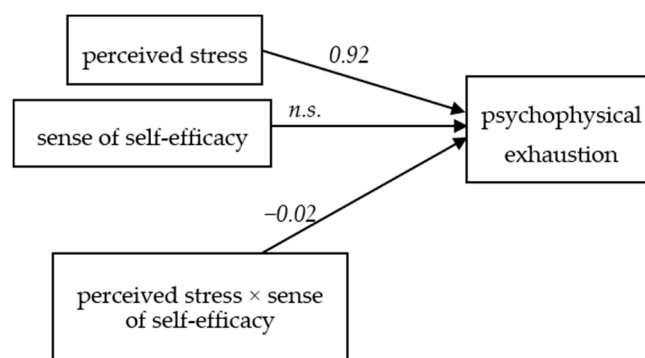 perceived stress
0.92
sense of self-efficacy
n.s.
psychophysical
exhaustion
−0.02
perceived stress × sense
of self-efficacy